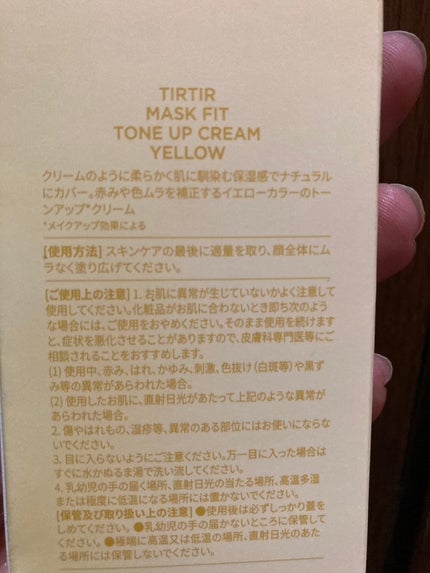 TIRTIR
MASK FIT
TONE UP CREAM
YELLOW
クリームのように柔らかく肌に馴染む保湿感でナチュラル
にカバー。赤みや色ムラを補正するイエローカラーのトー
ンアップ*クリーム
*メイクアップ効果による
[使用方法] スキンケアの最後に適量を取り、顔全体にム
ラなく塗り広げてください。
[ご使用上の注意] 1. お肌に異常が生じていないかよく注意して
使用してください。化粧品がお肌に合わないとき即ち次のよう
な場合には、ご使用をおやめください。そのまま使用を続けます
と、症状を悪化させることがありますので、皮膚科専門医等にご
相談されることをおすすめします。
(1) 使用中、赤み、はれ、かゆみ、刺激、色抜け(白斑等)や黒ず
み等の異常があらわれた場合。
(2) 使用したお肌に、直射日光があたって上記のような異常が
あらわれた場合。
2. 傷やはれもの、湿疹等、異常のある部位にはお使いにならな
いでください。
3. 目に入らないようにご注意ください。万一目に入った場合は
すぐに水かぬるま湯で洗い流してください。
4. 乳幼児の手の届く場所、直射日光の当たる場所、高温多湿
または極度に低温になる場所には置かないでください。
[保管及び取り扱い上の注意] ●使用後は必ずしっかり蓋を
しめてください。●乳幼児の手の届かないところに保管して
ください。●極端に高温又は低温の場所、直射日光のあた
る場所には保管しないでください。